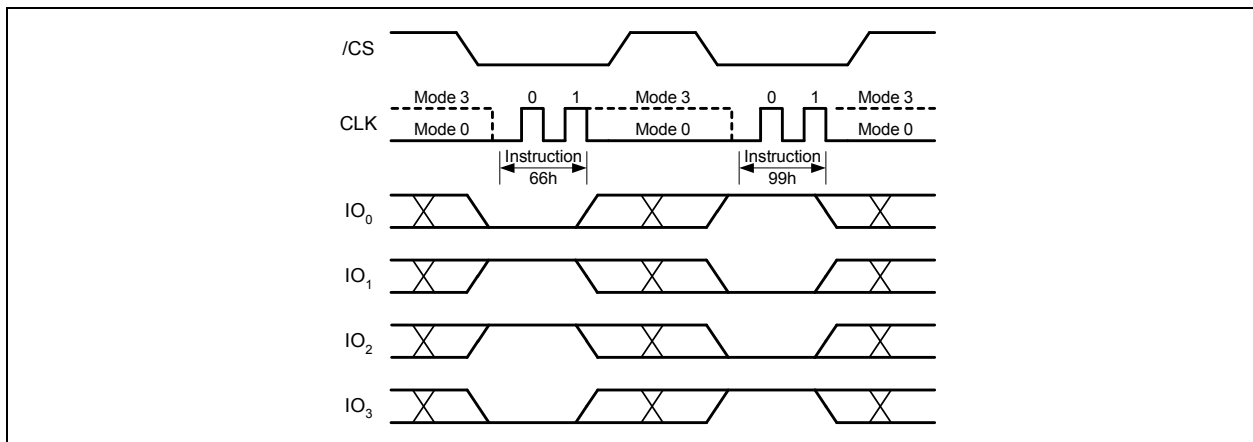 /CS
Mode 3 0 1 Mode 3 0 1 Mode 3
CLK Mode 0 Mode 0 Mode 0
Instruction Instruction
66h 99h
IO0
IO1
IO2
IO3